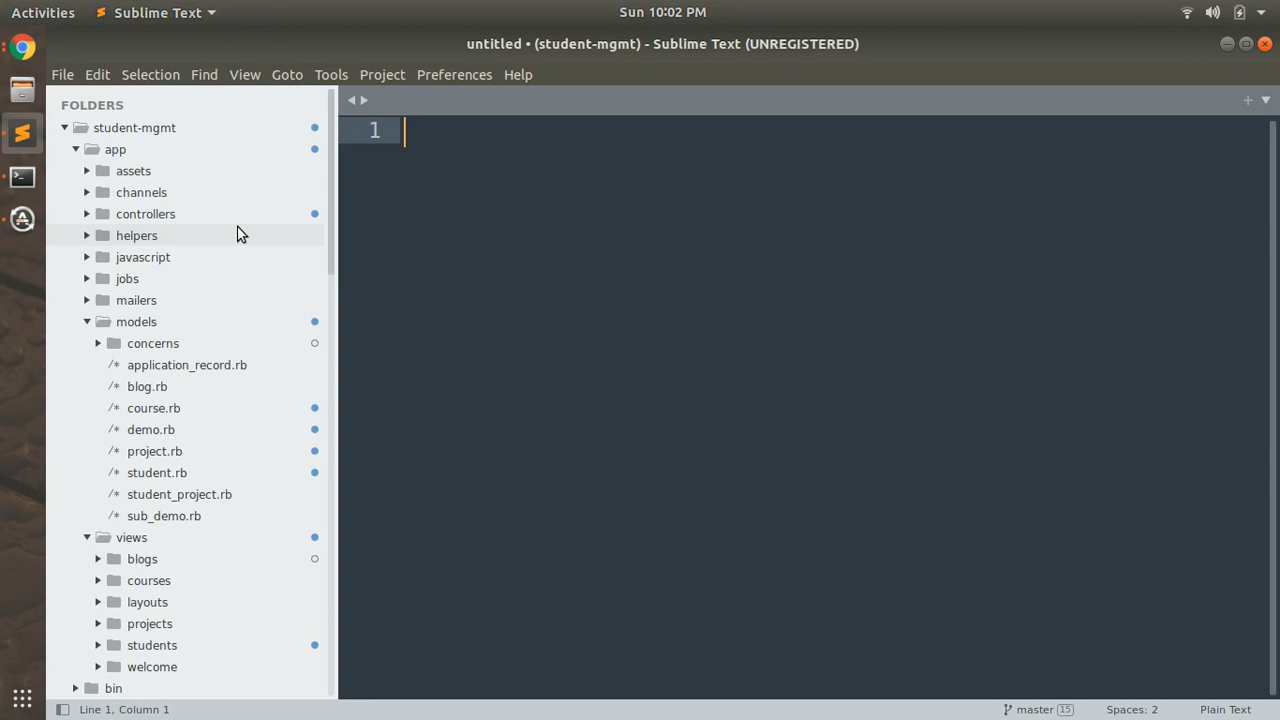 Activities Sublime Text Sun 10:02 PM
untitled • (student-mgmt) - Sublime Text (UNREGISTERED)
File Edit Selection Find View Goto Tools Project Preferences Help
FOLDERS
student-mgmt
app
assets
channels
controllers
helpers
javascript
jobs
mailers
models
concerns
/* application_record.rb
/* blog.rb
/* course.rb
/* demo.rb
/* project.rb
/* student.rb
/* student_project.rb
/* sub_demo.rb
views
blogs
courses
layouts
projects
students
welcome
bin
1
Line 1, Column 1 master 15 Spaces: 2 Plain Text